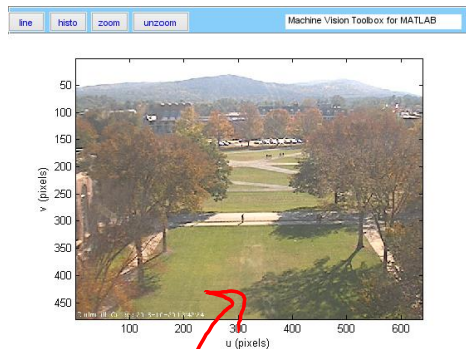 line histo zoom unzoom Machine Vision Toolbox for MATLAB
50
100
150
200
250
300
350
400
450
v (pixels)
100 200 300 400 500 600
u (pixels)